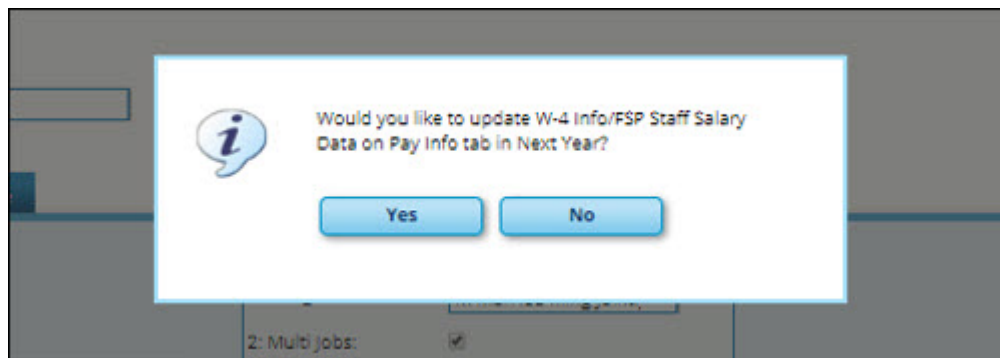 Would you like to update W-4 Info/FSP Staff Salary
Data on Pay Info tab in Next Year?
Yes No
2: Multi Jobs: